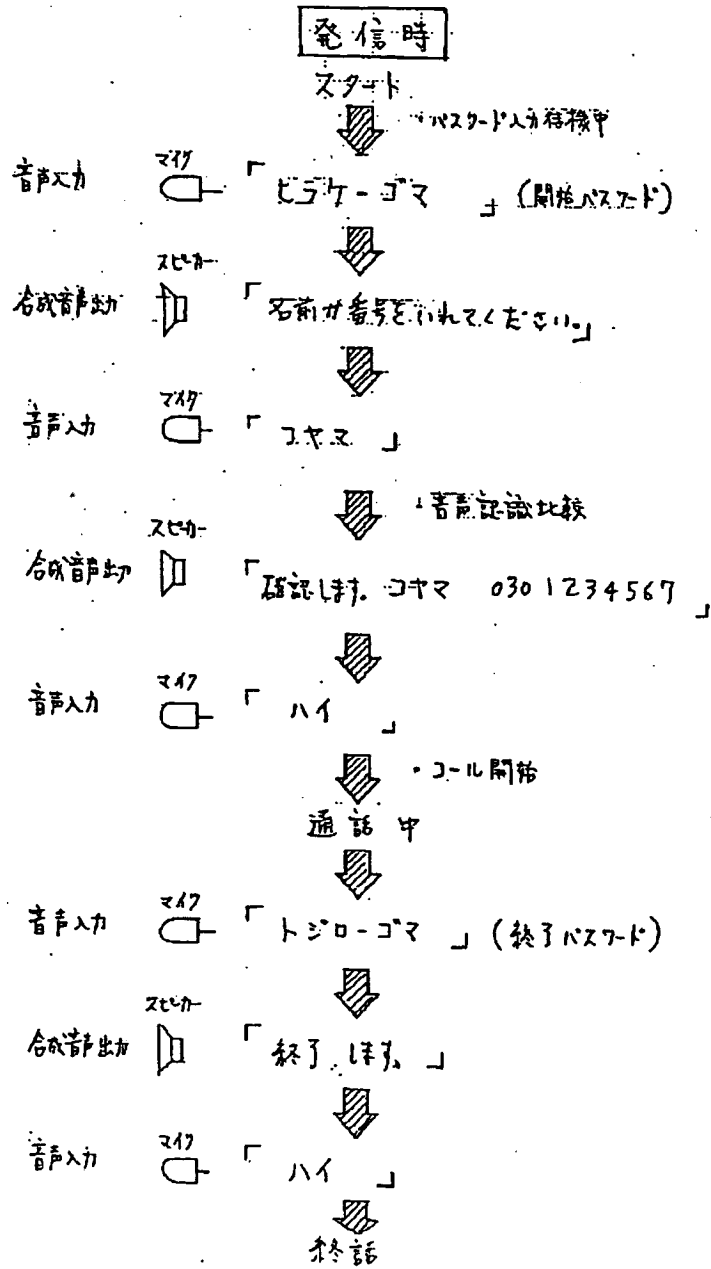 発信時
スタート
・パスワード入力待機中
音声入力 マイク 「ヒラケーゴマ」(開始パスワード)
合成音声出力 スピーカー 「名前か番号をいれてください。」
音声入力 マイク 「コヤマ」
・音声認識比較
合成音声出力 スピーカー 「確認します。コヤマ 030 1234567」
音声入力 マイク 「ハイ」
・コール開始
通話中
音声入力 マイク 「トジローゴマ」(終了パスワード)
合成音声出力 スピーカー 「終了します。」
音声入力 マイク 「ハイ」
終話